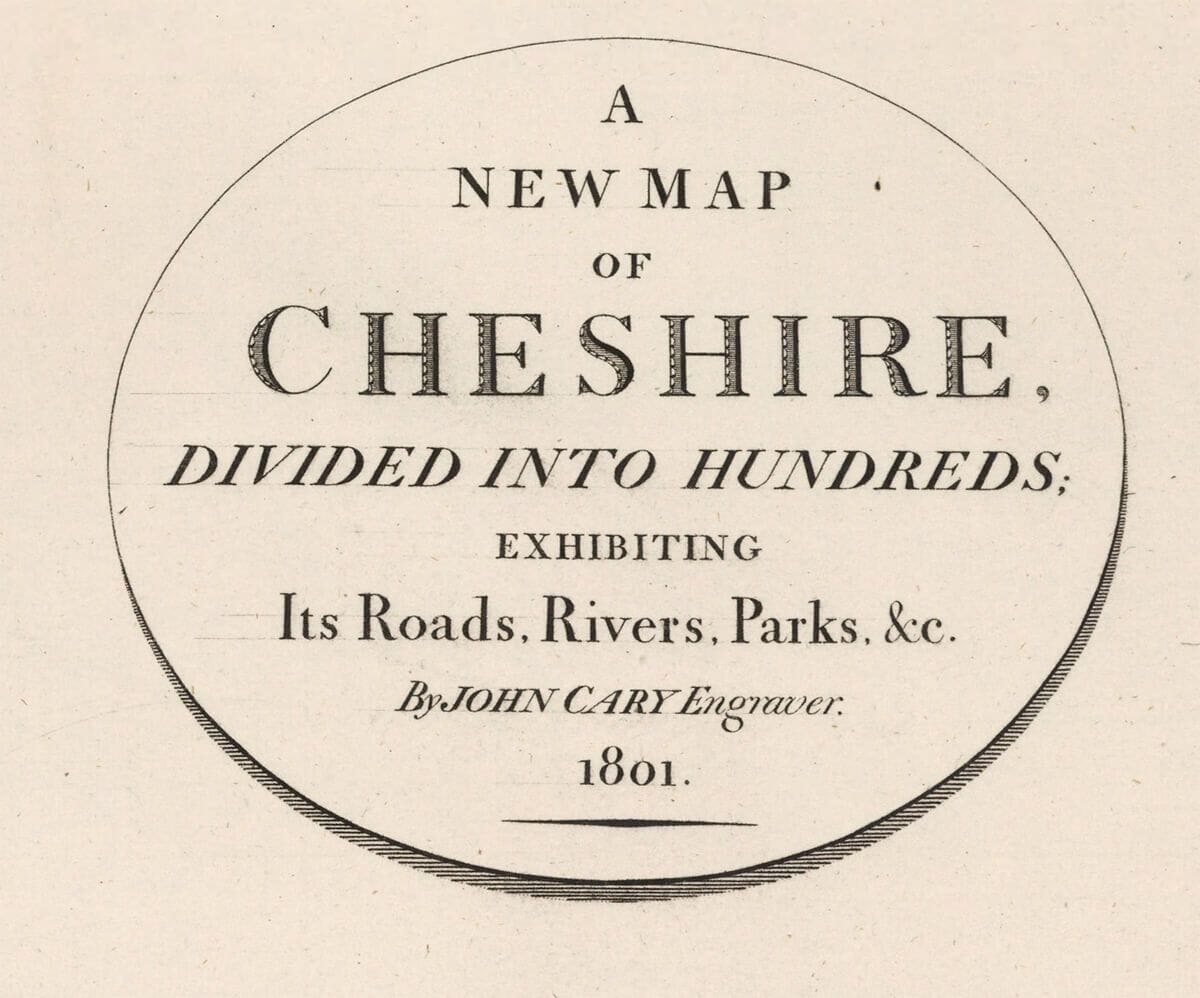 A
NEW MAP
OF
CHESHIRE,
DIVIDED INTO HUNDREDS;
EXHIBITING
Its Roads, Rivers, Parks, &c.
By JOHN CARY Engraver.
1801.